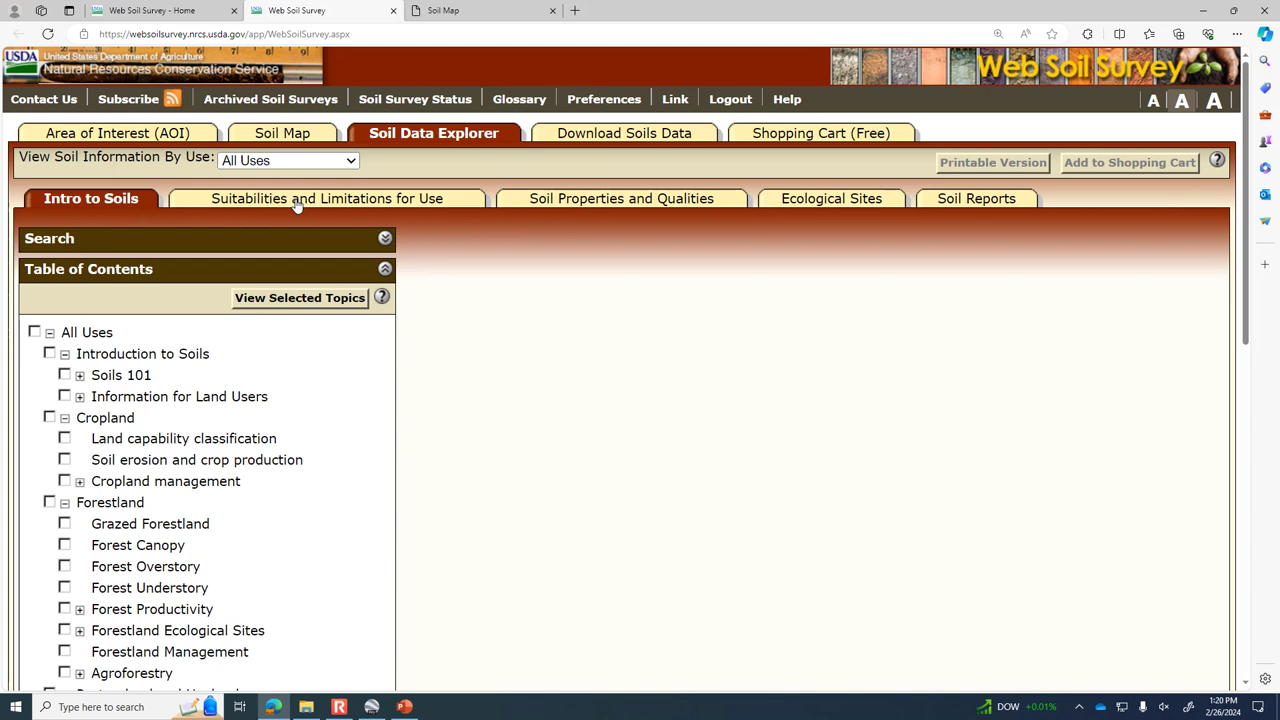 Web Soil Survey - Home
Web Soil Survey
Soil Map
https://websoilsurvey.nrcs.usda.gov/app/WebSoilSurvey.aspx
USDA
United States Department of Agriculture
Natural Resources Conservation Service
Web Soil Survey
Contact Us
Subscribe
Archived Soil Surveys
Soil Survey Status
Glossary
Preferences
Link
Logout
Help
A A A
Area of Interest (AOI)
Soil Map
Soil Data Explorer
Download Soils Data
Shopping Cart (Free)
View Soil Information By Use:
All Uses
Printable Version
Add to Shopping Cart
Intro to Soils
Suitabilities and Limitations for Use
Soil Properties and Qualities
Ecological Sites
Soil Reports
Search
Table of Contents
View Selected Topics
All Uses
Introduction to Soils
Soils 101
Information for Land Users
Cropland
Land capability classification
Soil erosion and crop production
Cropland management
Forestland
Grazed Forestland
Forest Canopy
Forest Overstory
Forest Understory
Forest Productivity
Forestland Ecological Sites
Forestland Management
Agroforestry
Type here to search
DOW +0.01%
1:20 PM
2/26/2024